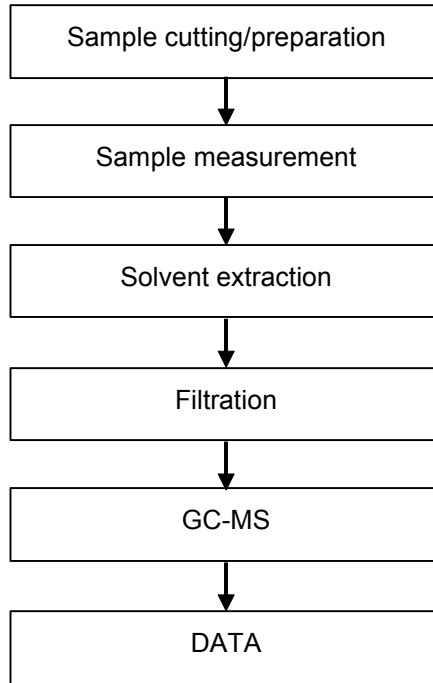 Sample cutting/preparation
Sample measurement
Solvent extraction
Filtration
GC-MS
DATA